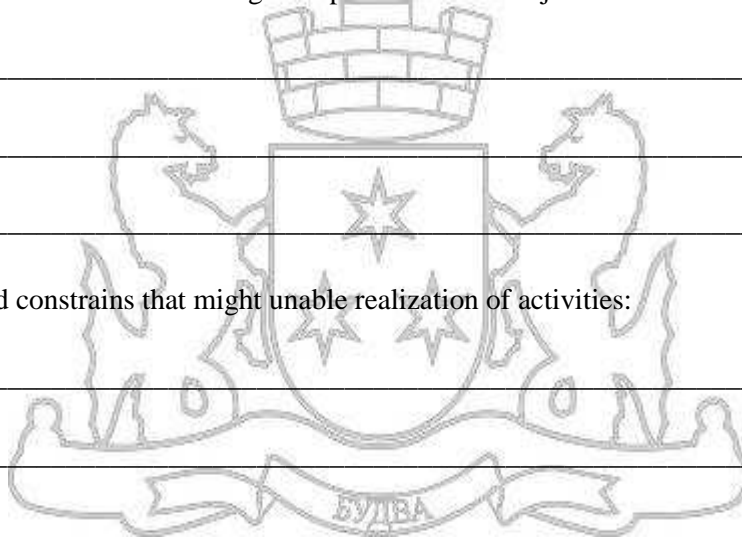 constrains that might unable realization of activities:
БУДВА